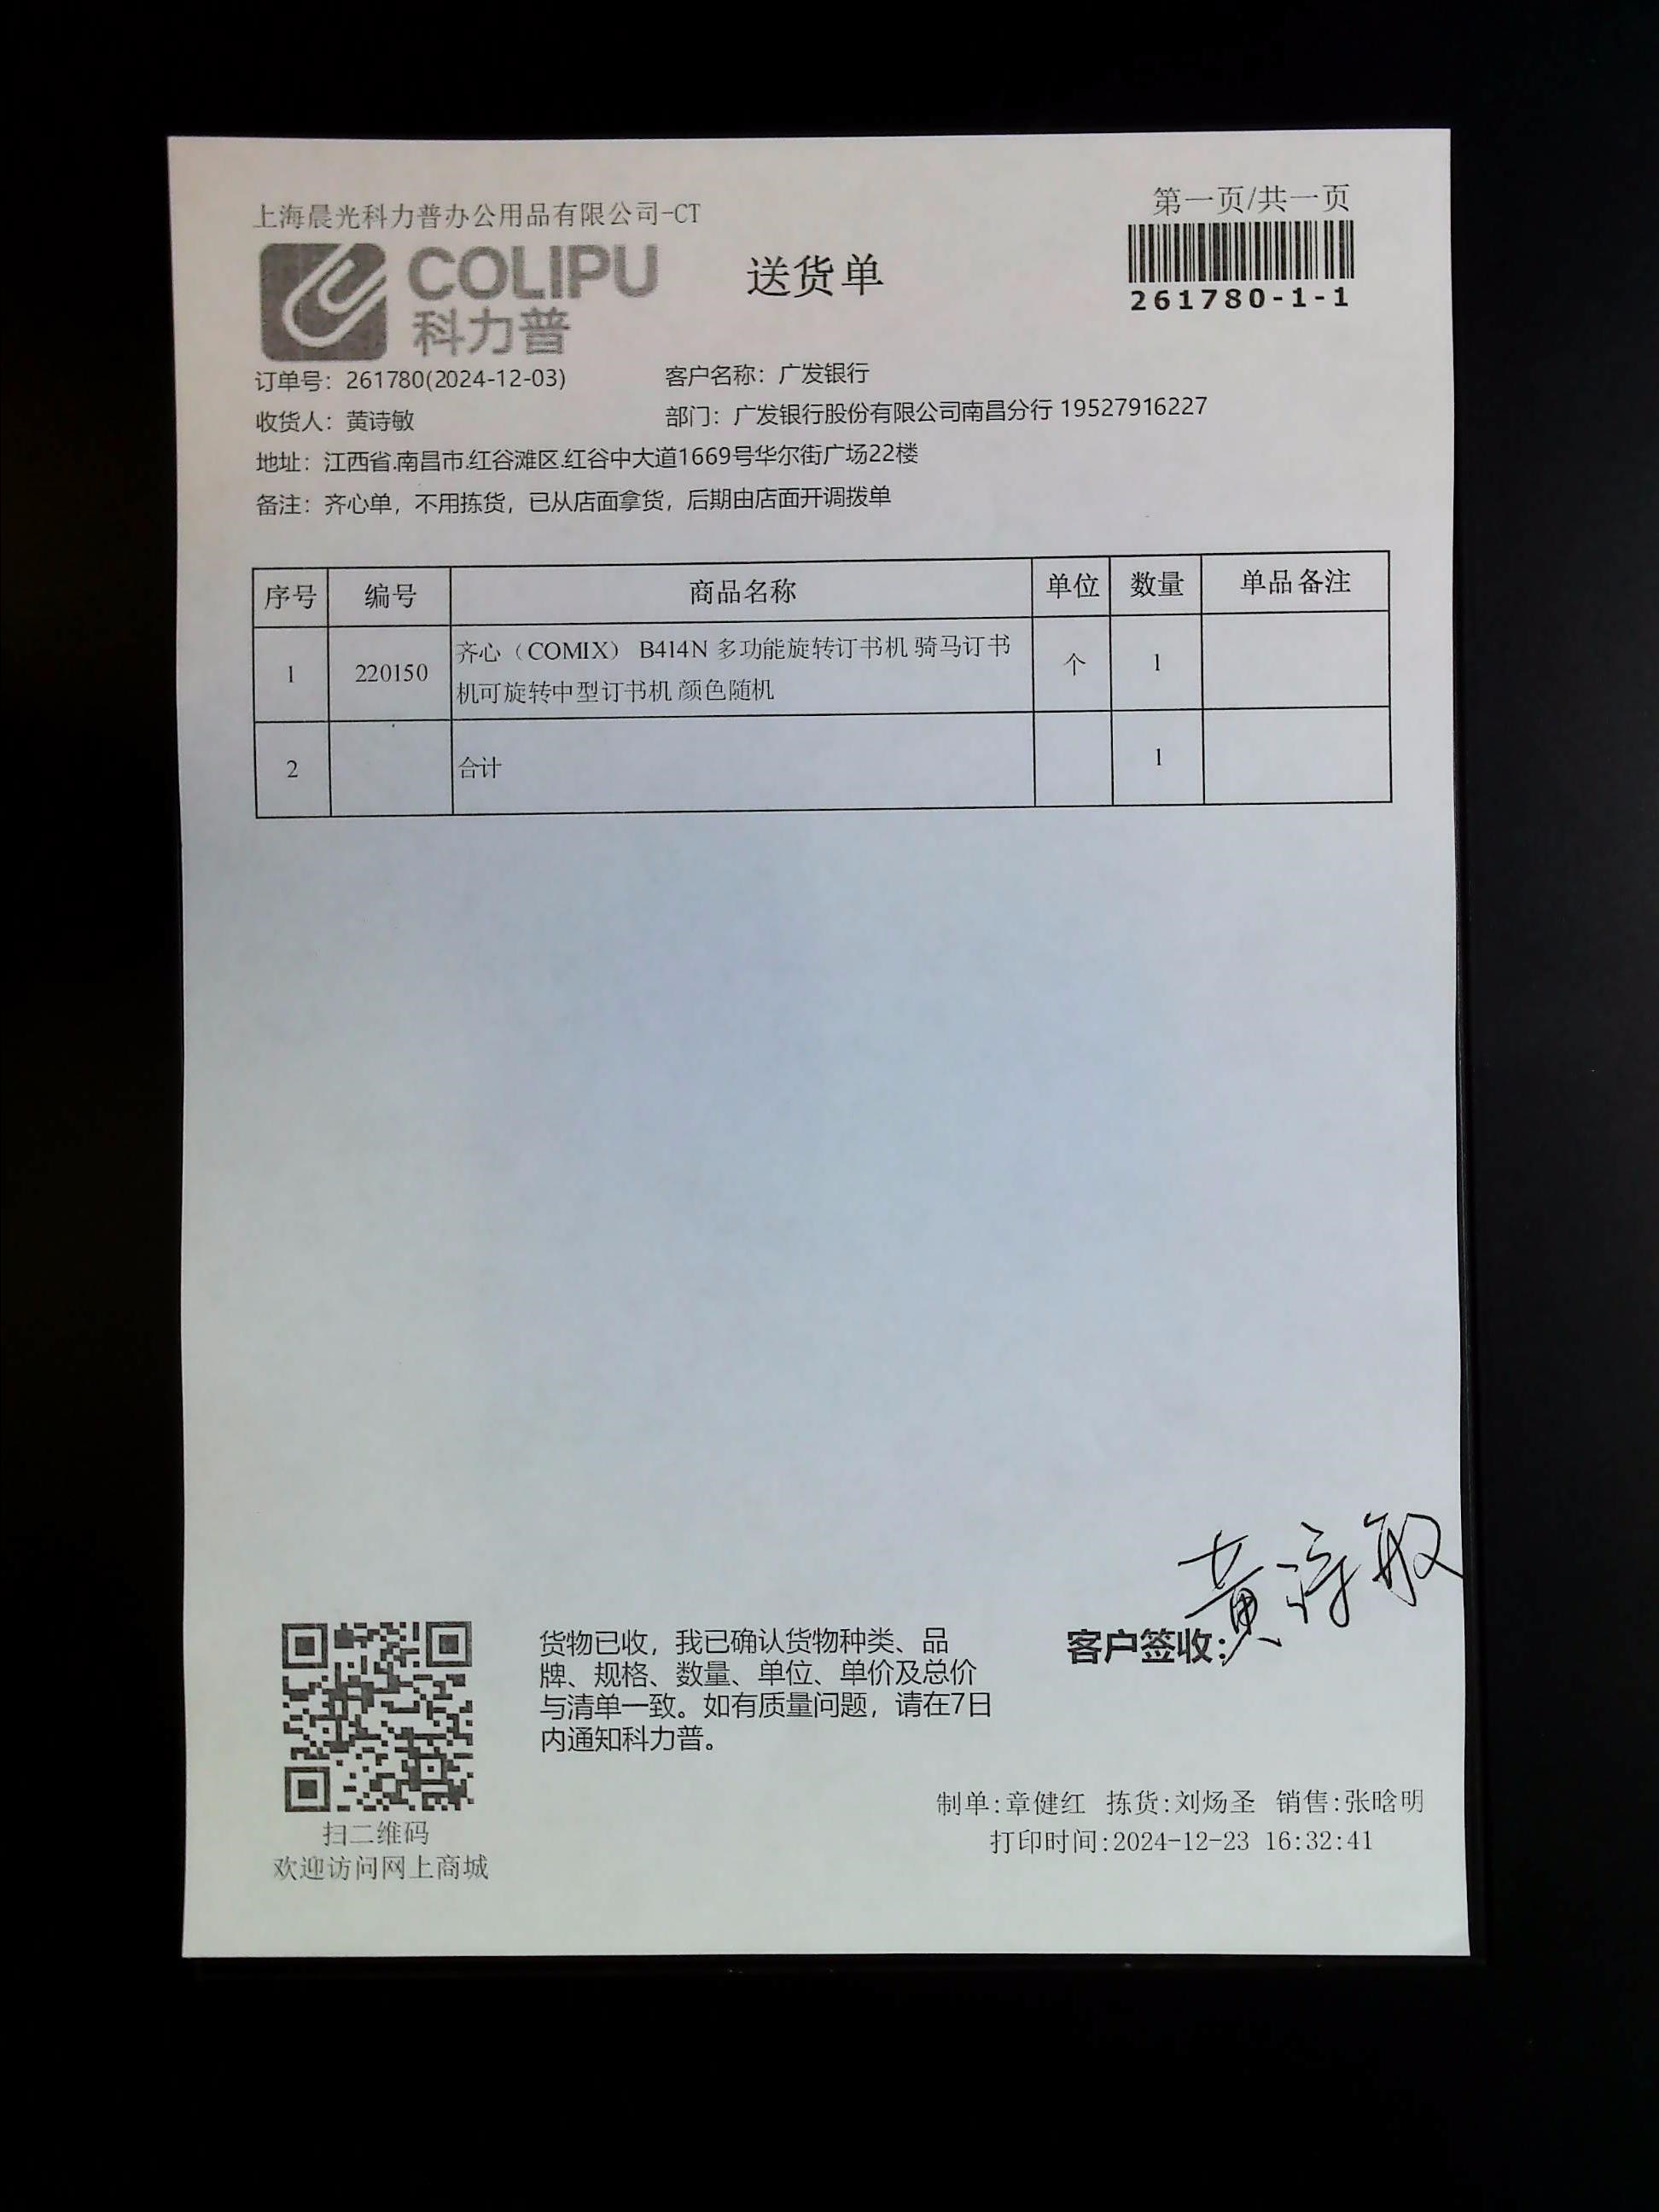 上海晨光科力普办公用品有限公司-CT
第一页/共一页
COLIPU
科力普
送货单
261780-1-1
订单号：261780(2024-12-03)
客户名称：广发银行
收货人：黄诗敏
部门：广发银行股份有限公司南昌分行 19527916227
地址：江西省.南昌市.红谷滩区.红谷中大道1669号华尔街广场22楼
备注：齐心单，不用拣货，已从店面拿货，后期由店面开调拨单
序号 编号 商品名称 单位 数量 单品备注
1 220150 齐心（COMIX） B414N 多功能旋转订书机 骑马订书 个 1
机可旋转中型订书机 颜色随机
2 合计 1
黄诗敏
客户签收：
货物已收，我已确认货物种类、品
牌、规格、数量、单位、单价及总价
与清单一致。如有质量问题，请在7日
内通知科力普。
扫二维码
欢迎访问网上商城
制单:章健红 拣货:刘炀圣 销售:张晗明
打印时间:2024-12-23 16:32:41